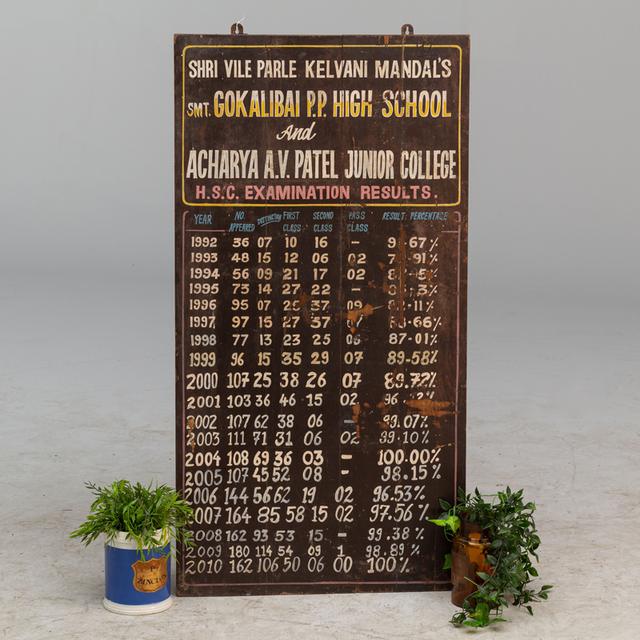 SHRI VILE PARLE KELVANI MANDAL'S
SMT. GOKALIBAI P.P. HIGH SCHOOL
And
ACHARYA A.V. PATEL JUNIOR COLLEGE
H.S.C. EXAMINATION RESULTS.
YEAR NO. APPEARED DISTINCTION FIRST CLASS SECOND CLASS PASS CLASS RESULT PERCENTAGE
1992 36 07 10 16 –
1993 48 15 12 06 02
1994 56 09 21 17 02
1995 73 14 27 22 –
1996 95 07 37 09
1997 97 15 27 37
1998 77 13 23 25 87·01%
1999 96 15 35 29 07 89-58%
2000 107 25 38 26 07 89.72%
2001 103 36 46 15 02
2002 107 62 38 06 – 99.07%
2003 111 71 31 06 02 99·10%
2004 108 69 36 03 – 100.00%
2005 107 45 52 08 – 98.15%
2006 144 56 62 19 02 96.53%
2007 164 85 58 15 02 97.56%
2008 162 93 53 15 – 99.38%
2009 180 114 54 09 1 98.89%
2010 162 106 50 06 00 100%